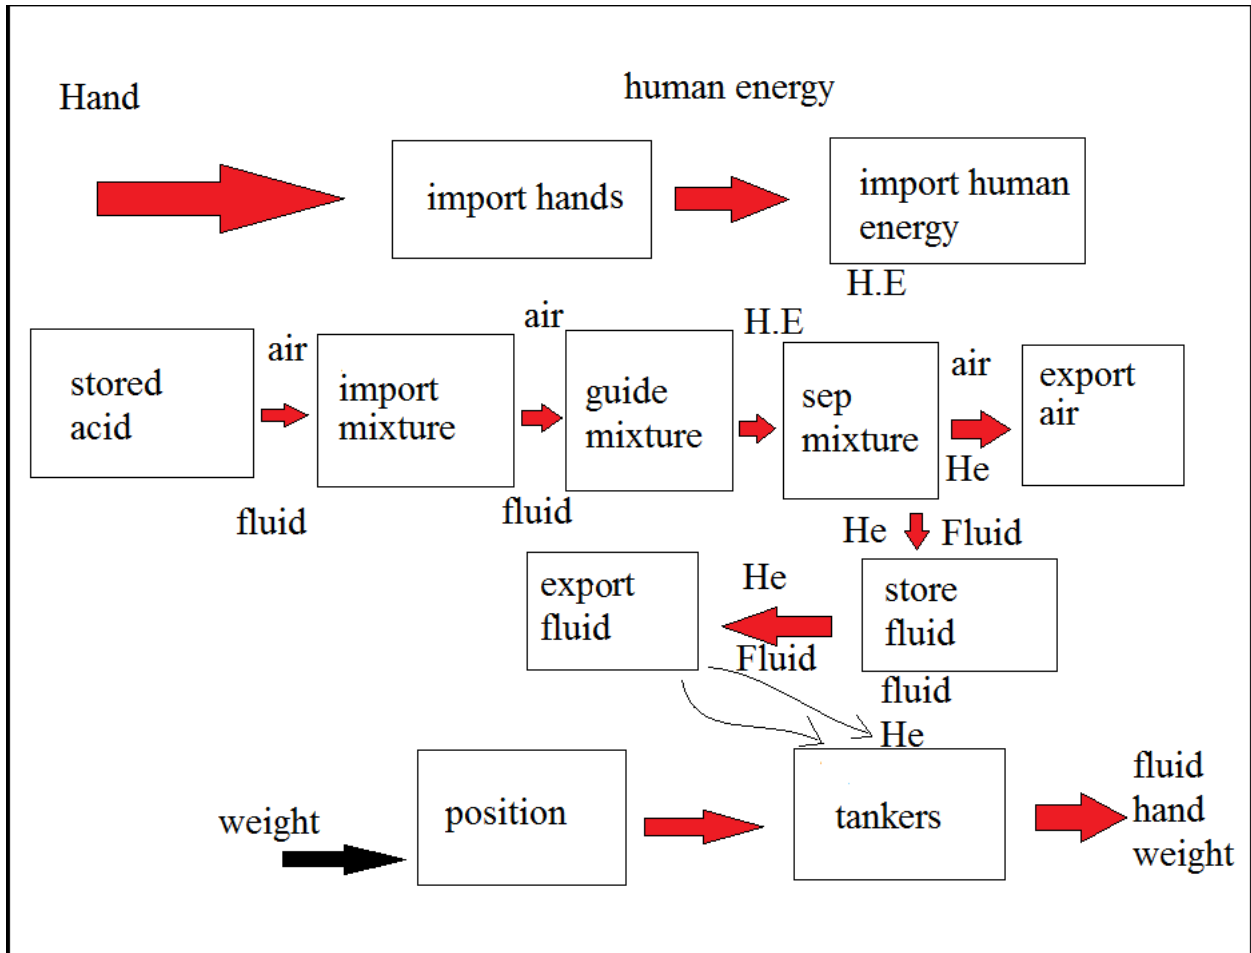 Hand
human energy
import hands
import human
energy
H.E
stored
acid
air
fluid
import
mixture
air
fluid
guide
mixture
H.E
sep
mixture
air
He
export
air
He
Fluid
store
fluid
He
Fluid
export
fluid
fluid
He
weight
position
tankers
fluid
hand
weight